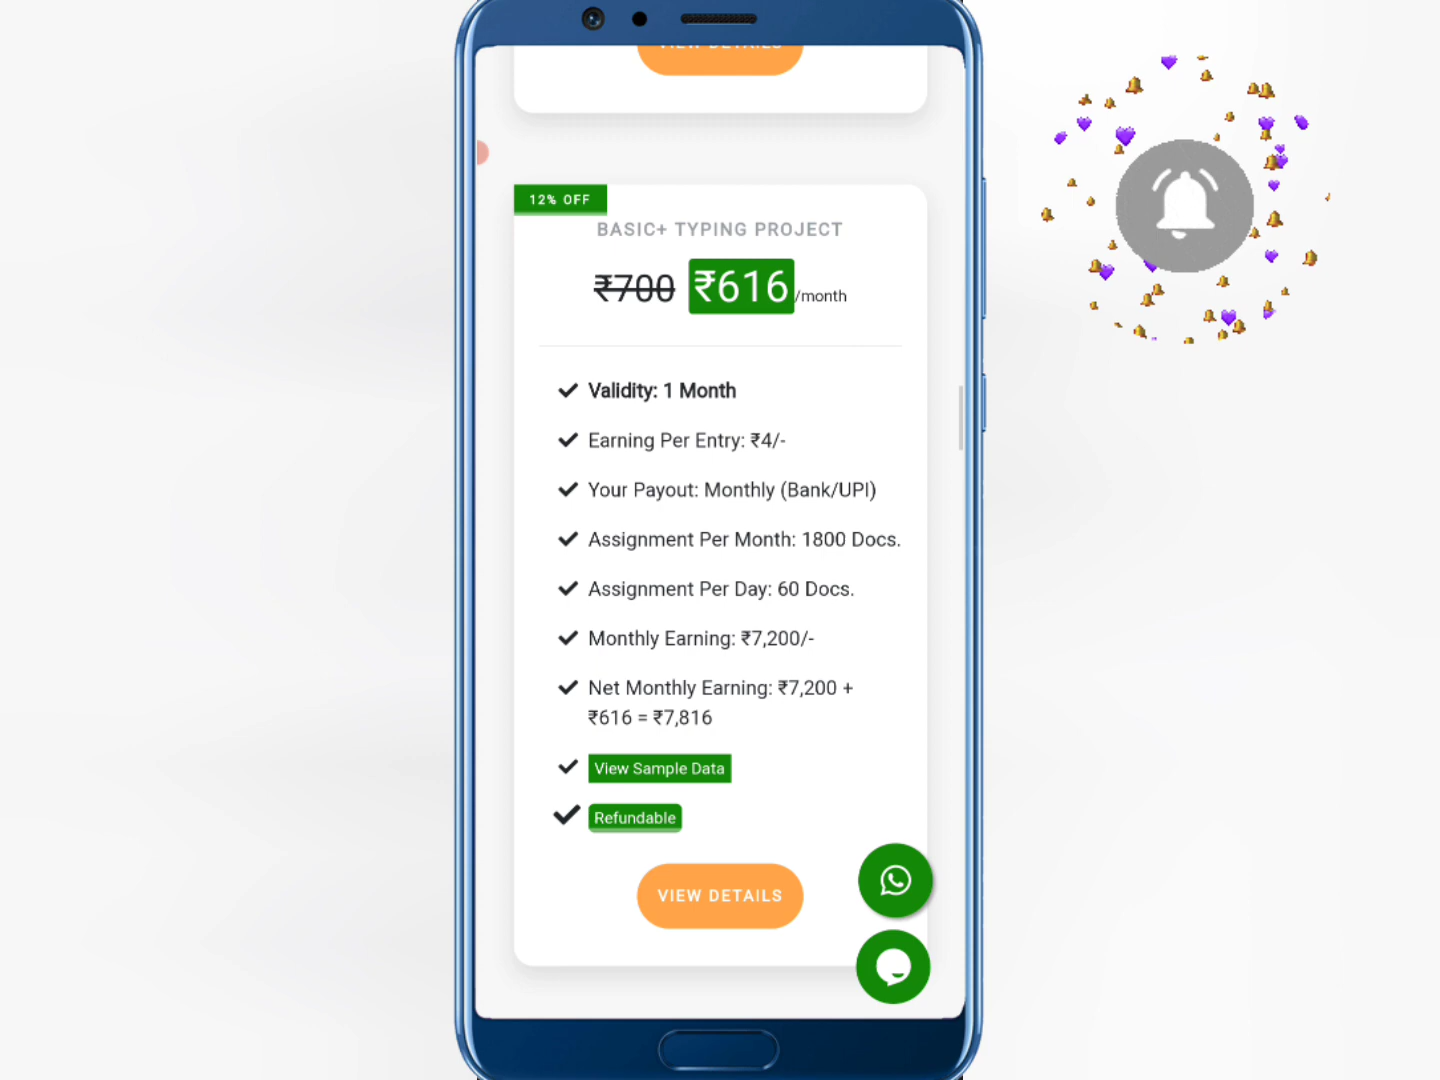 VIEW DETAILS
12% OFF
BASIC+ TYPING PROJECT
₹700 ₹616/month
Validity: 1 Month
Earning Per Entry: ₹4/-
Your Payout: Monthly (Bank/UPI)
Assignment Per Month: 1800 Docs.
Assignment Per Day: 60 Docs.
Monthly Earning: ₹7,200/-
Net Monthly Earning: ₹7,200 +
₹616 = ₹7,816
View Sample Data
Refundable
VIEW DETAILS